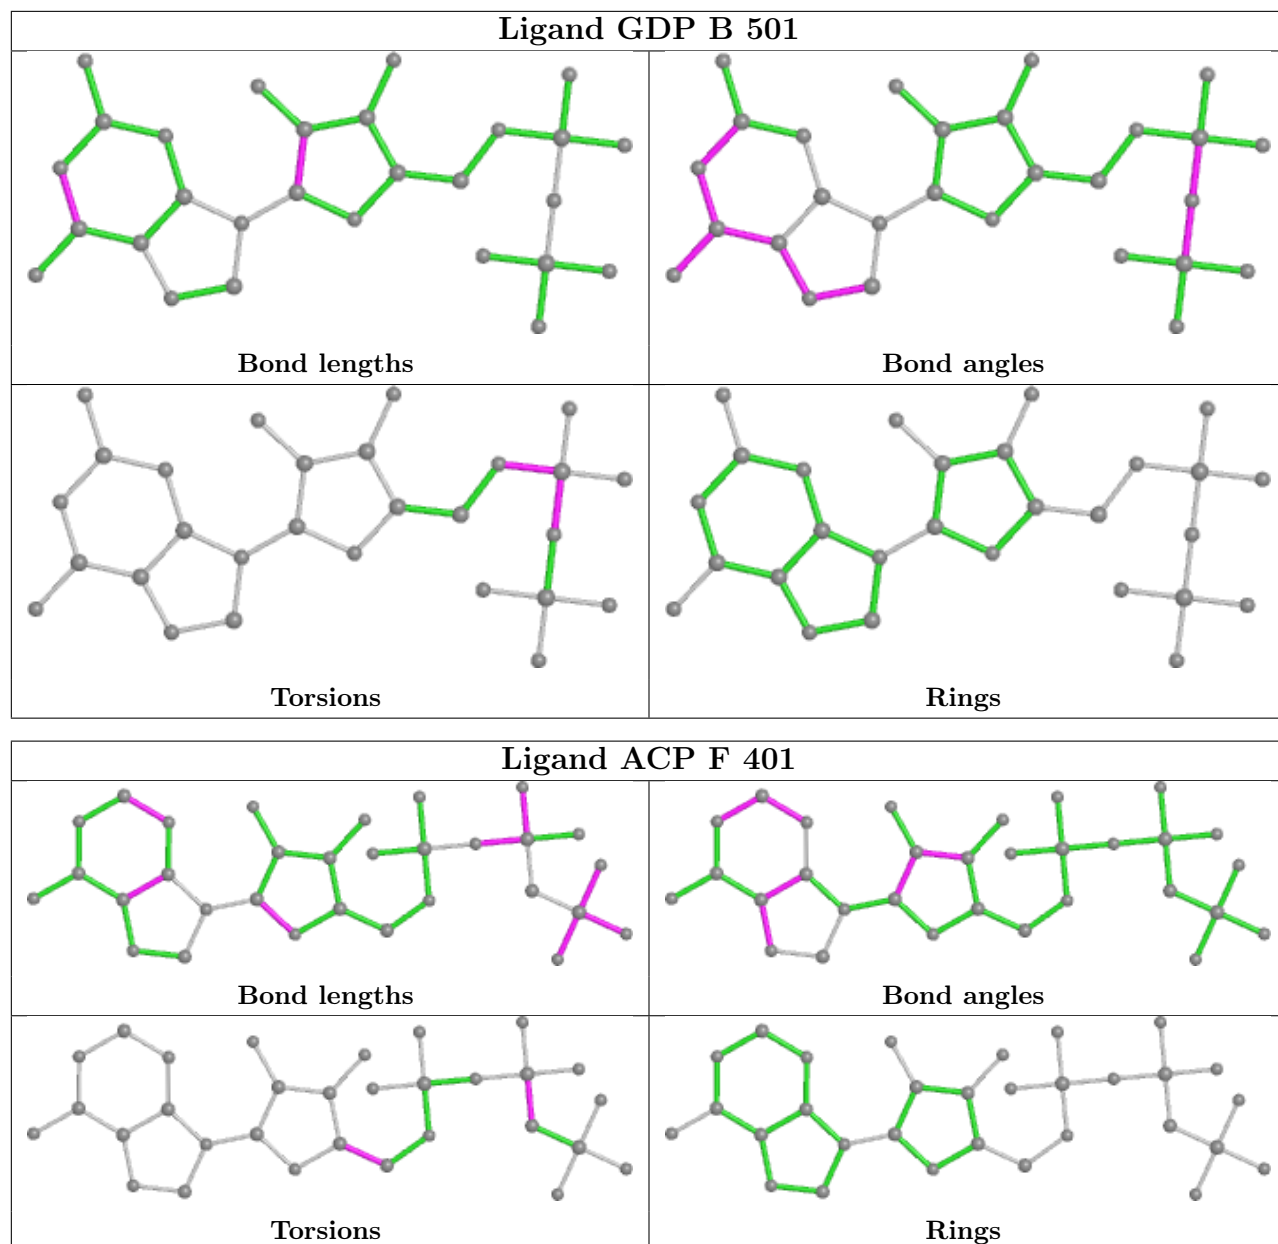 Ligand GDP B 501
Bond lengths
Bond angles
Torsions
Rings
Ligand ACP F 401
Bond lengths
Bond angles
Torsions
Rings